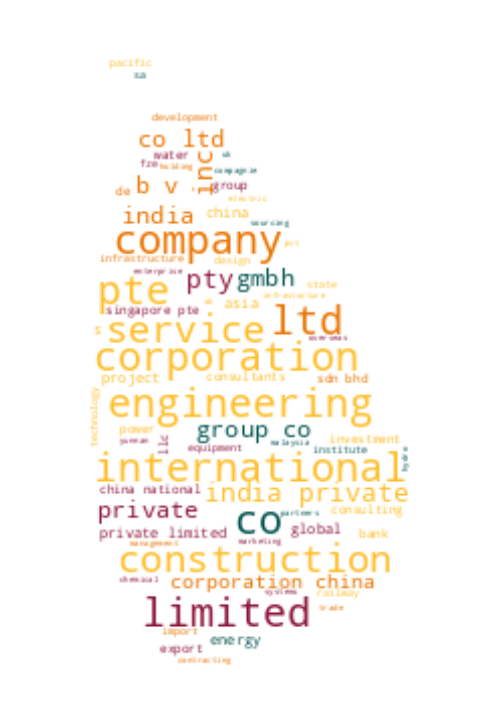 pacific
sa
development
co ltd
inc
water
uk
fze
holding
compagnie
de
b v
group
electric
india
china
sourcing
company
pvt
infrastructure
design
enterprise
pty
gmbh
pte
state
infrastructure
asia
singapore pte
ltd
s
service
overseas
corporation
project
consultants
sdn bhd
technology
engineering
power
group co
yunnan
llc
malaysia
investment
equipment
institute
hydro
international
china national
india private
private
co
partners
consulting
private limited
global
bank
management
marketing
construction
chemical
corporation china
systems
railway
limited
trade
import
energy
export
contracting